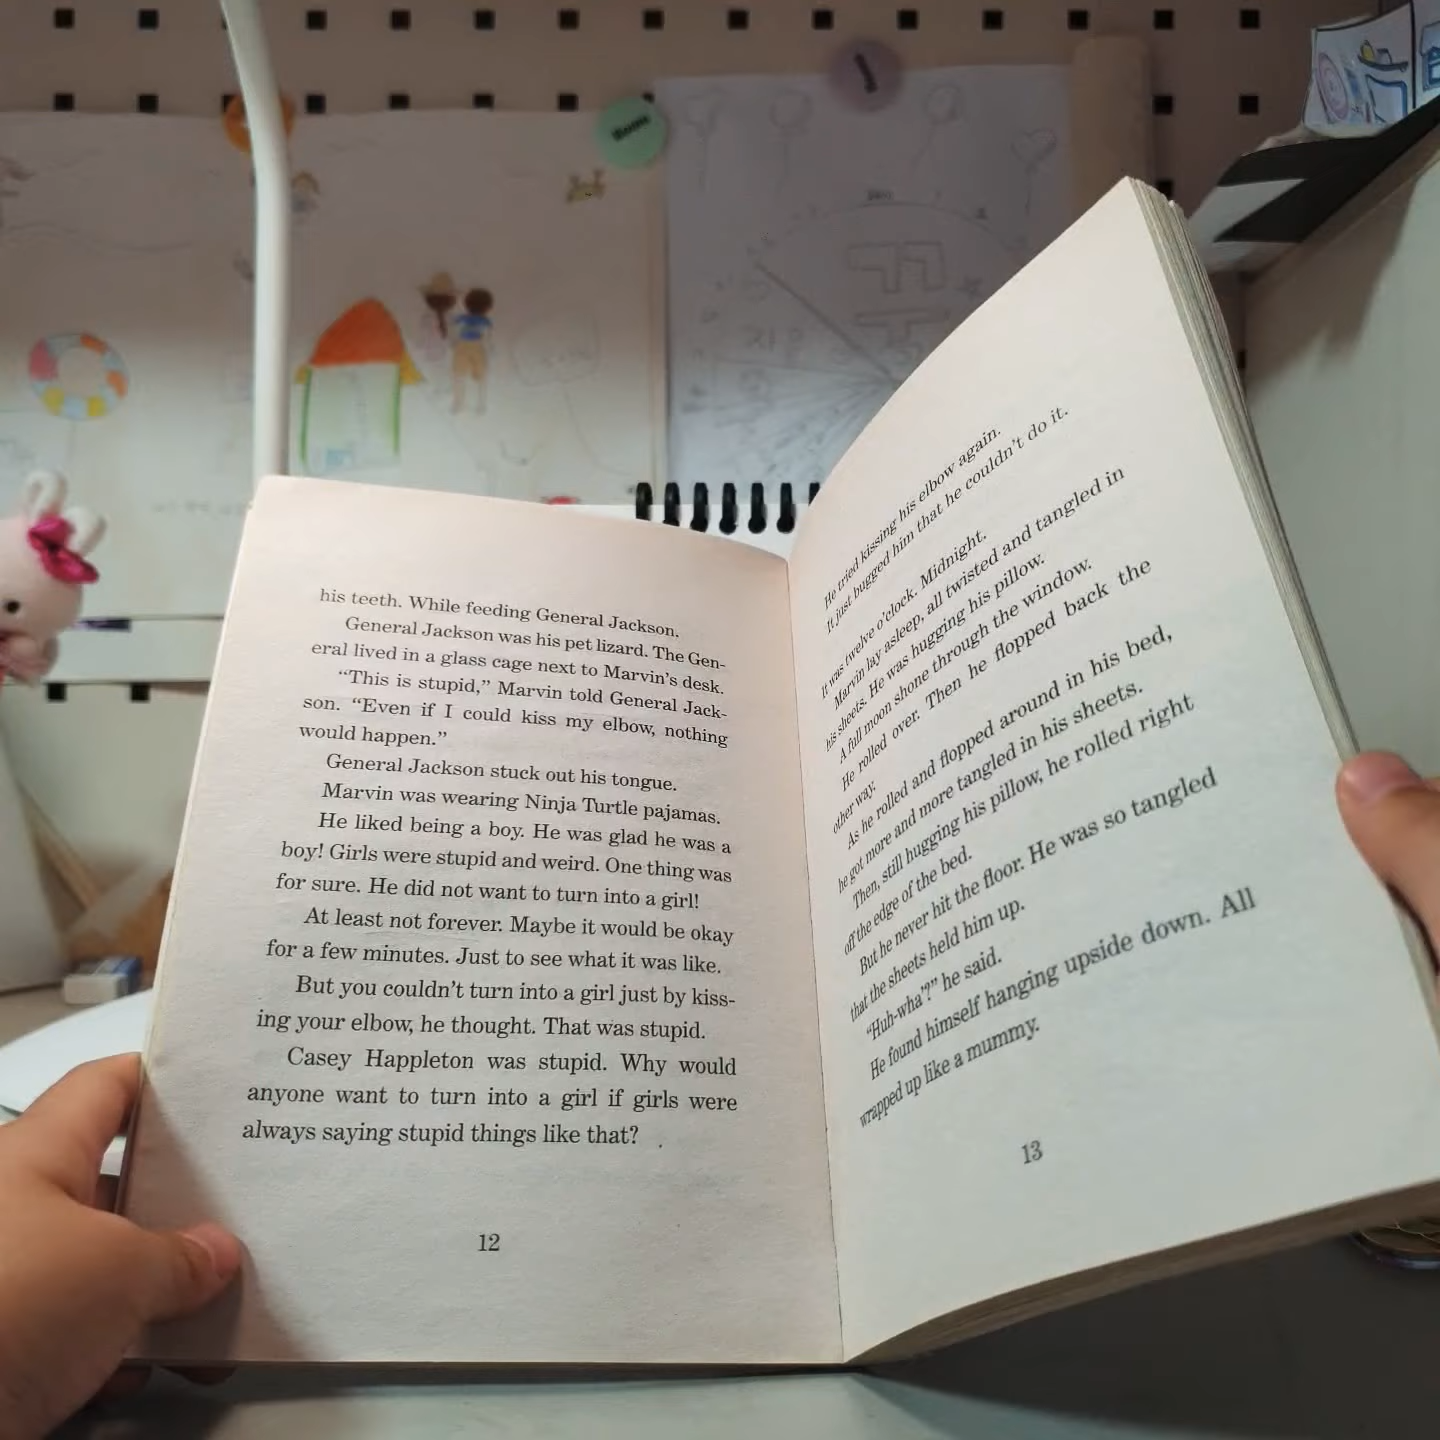 his teeth. While feeding General Jackson.
General Jackson was his pet lizard. The Gen-
eral lived in a glass cage next to Marvin's desk.
“This is stupid,” Marvin told General Jack-
son. “Even if I could kiss my elbow, nothing
would happen.”
General Jackson stuck out his tongue.
Marvin was wearing Ninja Turtle pajamas.
He liked being a boy. He was glad he was a
boy! Girls were stupid and weird. One thing was
for sure. He did not want to turn into a girl!
At least not forever. Maybe it would be okay
for a few minutes. Just to see what it was like.
But you couldn't turn into a girl just by kiss-
ing your elbow, he thought. That was stupid.
Casey Happleton was stupid. Why would
anyone want to turn into a girl if girls were
always saying stupid things like that?
12
He tried kissing his elbow again.
It just bugged him that he couldn't do it.
It was twelve o'clock. Midnight.
Marvin lay asleep, all twisted and tangled in
his sheets. He was hugging his pillow.
A full moon shone through the window.
He rolled over. Then he flopped back the
other way.
As he rolled and flopped around in his bed,
he got more and more tangled in his sheets.
Then, still hugging his pillow, he rolled right
off the edge of the bed.
But he never hit the floor. He was so tangled
that the sheets held him up.
“Huh-wha'?” he said.
He found himself hanging upside down. All
wrapped up like a mummy.
13